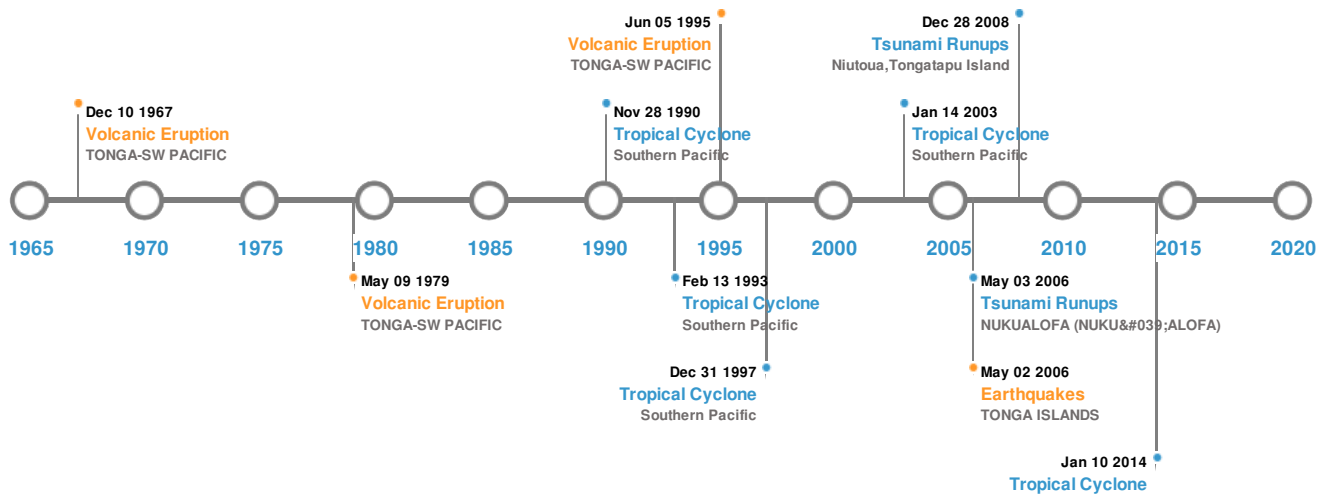 Jun 05 1995
Volcanic Eruption
TONGA-SW PACIFIC
Dec 28 2008
Tsunami Runups
Niutoua,Tongatapu Island
Dec 10 1967
Volcanic Eruption
TONGA-SW PACIFIC
Nov 28 1990
Tropical Cyclone
Southern Pacific
Jan 14 2003
Tropical Cyclone
Southern Pacific
1965 1970 1975 1980 1985 1990 1995 2000 2005 2010 2015 2020
May 09 1979
Volcanic Eruption
TONGA-SW PACIFIC
Feb 13 1993
Tropical Cyclone
Southern Pacific
May 03 2006
Tsunami Runups
NUKUALOFA (NUKU&#039;ALOFA)
Dec 31 1997
Tropical Cyclone
Southern Pacific
May 02 2006
Earthquakes
TONGA ISLANDS
Jan 10 2014
Tropical Cyclone